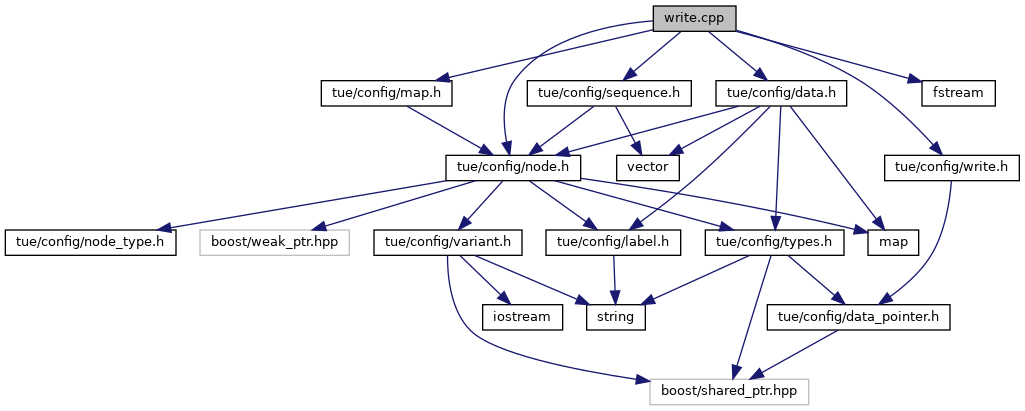 write.cpp
tue/config/map.h
tue/config/sequence.h
tue/config/data.h
fstream
tue/config/node.h
vector
tue/config/write.h
tue/config/node_type.h
boost/weak_ptr.hpp
tue/config/variant.h
tue/config/label.h
tue/config/types.h
map
iostream
string
tue/config/data_pointer.h
boost/shared_ptr.hpp